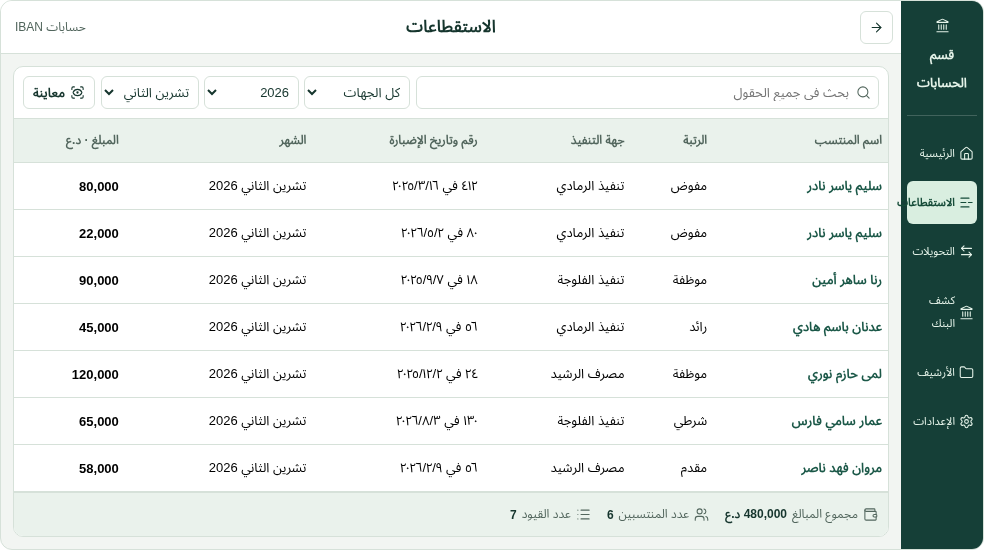 قسم
الحسابات
الرئيسية
الاستقطاعات
التحويلات
كشف
البنك
الأرشيف
الإعدادات
الاستقطاعات
حسابات IBAN
بحث في جميع الحقول
كل الجهات
2026
تشرين الثاني
معاينة
اسم المنتسب الرتبة جهة التنفيذ رقم وتاريخ الإضبارة الشهر المبلغ · د.ع
سليم ياسر نادر مفوض تنفيذ الرمادي ٤١٢ في ٢٠٢٥/٣/١٦ تشرين الثاني 2026 80,000
سليم ياسر نادر مفوض تنفيذ الرمادي ٨٠ في ٢٠٢٦/٥/٢ تشرين الثاني 2026 22,000
رنا ساهر أمين موظفة تنفيذ الفلوجة ١٨ في ٢٠٢٥/٩/٧ تشرين الثاني 2026 90,000
عدنان باسم هادي رائد تنفيذ الرمادي ٥٦ في ٢٠٢٦/٢/٩ تشرين الثاني 2026 45,000
لمى حازم نوري موظفة مصرف الرشيد ٢٤ في ٢٠٢٥/١٢/٢ تشرين الثاني 2026 120,000
عمار سامي فارس شرطي تنفيذ الفلوجة ١٣٠ في ٢٠٢٦/٨/٣ تشرين الثاني 2026 65,000
مروان فهد ناصر مقدم مصرف الرشيد ٥٦ في ٢٠٢٦/٢/٩ تشرين الثاني 2026 58,000
مجموع المبالغ 480,000 د.ع عدد المنتسبين 6 عدد القيود 7